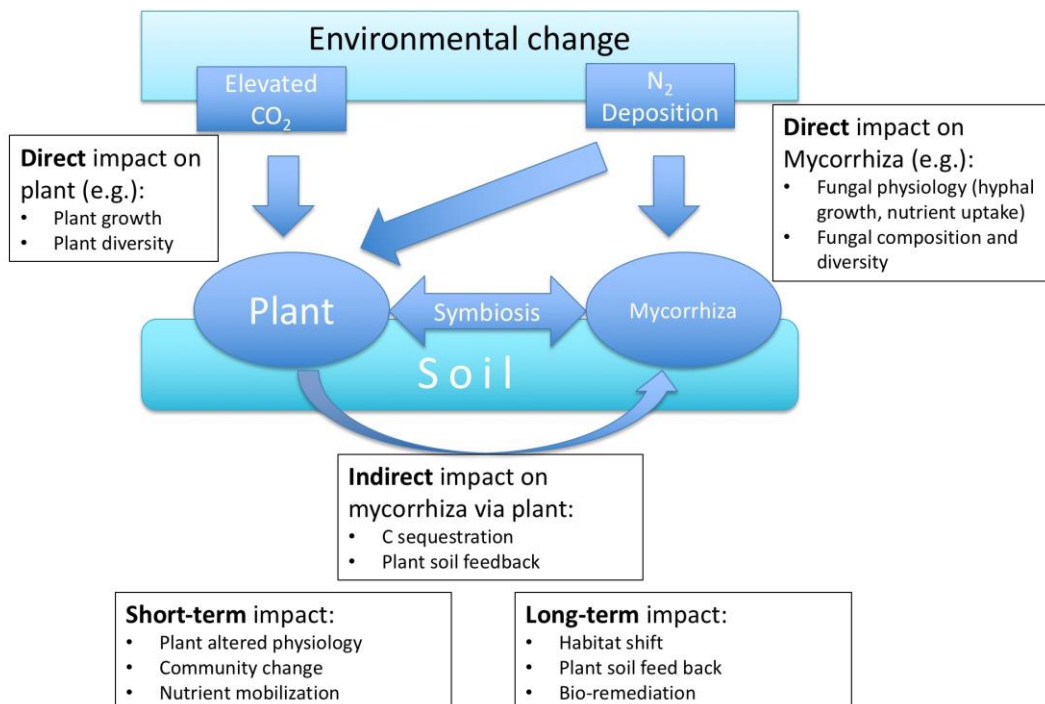 Environmental change
Elevated
CO₂
N₂
Deposition
Direct impact on
plant (e.g.):
• Plant growth
• Plant diversity
Direct impact on
Mycorrhiza (e.g.):
• Fungal physiology (hyphal
growth, nutrient uptake)
• Fungal composition and
diversity
Plant
Symbiosis
Mycorrhiza
Soil
Indirect impact on
mycorrhiza via plant:
• C sequestration
• Plant soil feedback
Short-term impact:
• Plant altered physiology
• Community change
• Nutrient mobilization
Long-term impact:
• Habitat shift
• Plant soil feed back
• Bio-remediation